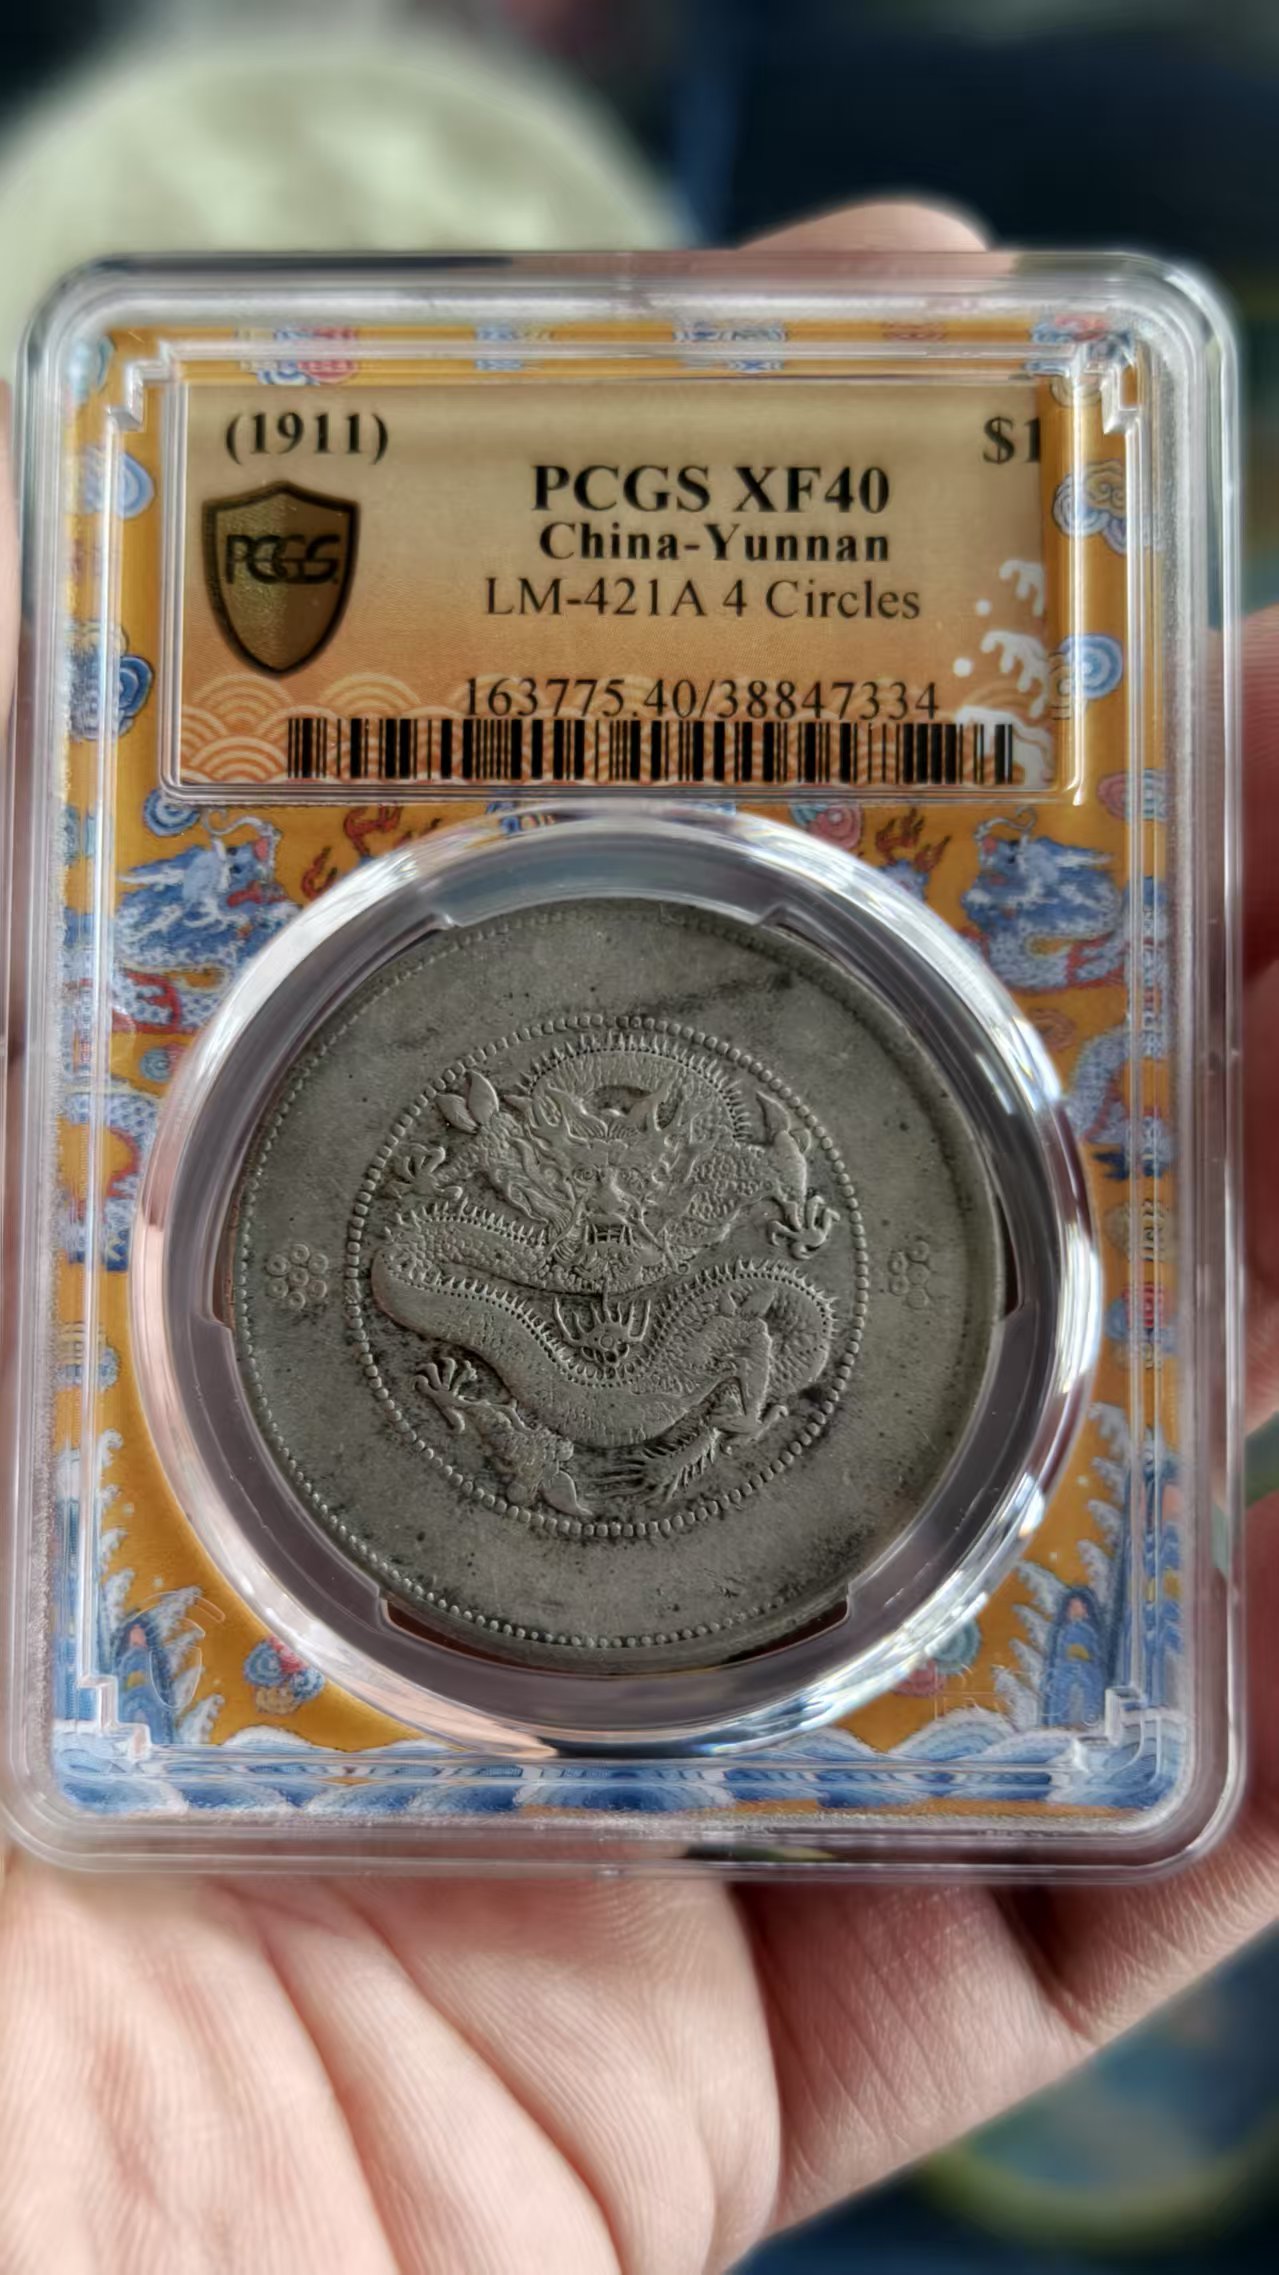 (1911) $1
PCGS XF40
China-Yunnan
PCGS
LM-421A 4 Circles
163775.40/38847334